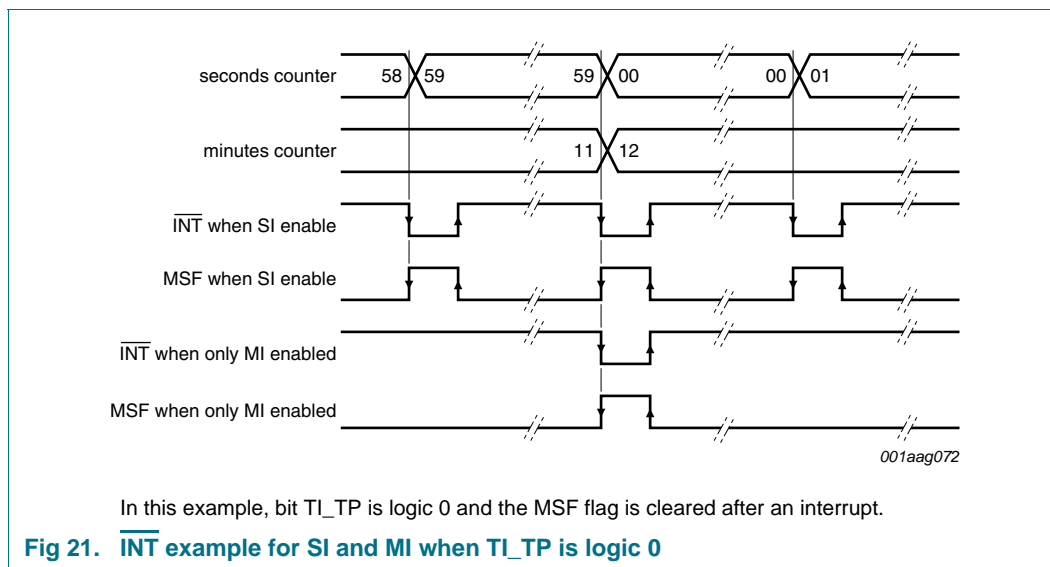 seconds counter 58 59 59 00 00 01
minutes counter 11 12
INT when SI enable
MSF when SI enable
INT when only MI enabled
MSF when only MI enabled
001aag072
In this example, bit TI_TP is logic 0 and the MSF flag is cleared after an interrupt.
Fig 21. INT example for SI and MI when TI_TP is logic 0